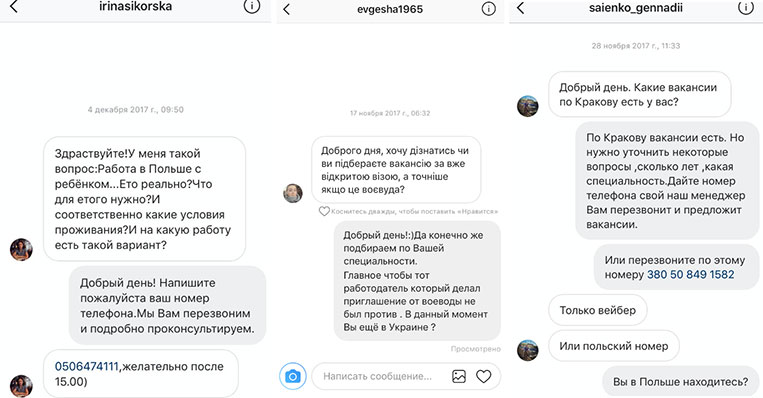 irinasikorska
4 декабря 2017 г., 09:50
Здраствуйте!У меня такой
вопрос:Работа в Польше с
ребёнком...Ето реально?Что
для етого нужно?И
соответственно какие условия
проживания?И на какую работу
есть такой вариант?
Добрый день! Напишите
пожалуйста ваш номер
телефона.Мы Вам перезвоним
и подробно проконсультируем.
0506474111,желательно после
15.00)
evgesha1965
17 ноября 2017 г., 06:32
Доброго дня, хочу дізнатись чи
ви підбераєте вакансію за вже
відкритою візою, а точніше
якщо це воєвуда?
Коснитесь дважды, чтобы поставить «Нравится»
Добрый день!:)Да конечно же
подбираем по Вашей
специальности.
Главное чтобы тот
работодатель который делал
приглашение от воеводы не
был против . В данный момент
Вы ещё в Украине ?
Просмотрено
Написать сообщение...
saienko_gennadii
28 ноября 2017 г., 11:33
Добрый день. Какие вакансии
по Кракову есть у вас?
По Кракову вакансии есть. Но
нужно уточнить некоторые
вопросы ,сколько лет ,какая
специальность.Дайте номер
телефона свой наш менеджер
Вам перезвонит и предложит
вакансии.
Или перезвоните по этому
номеру 380 50 849 1582
Только вейбер
Или польский номер
Вы в Польше находитесь?